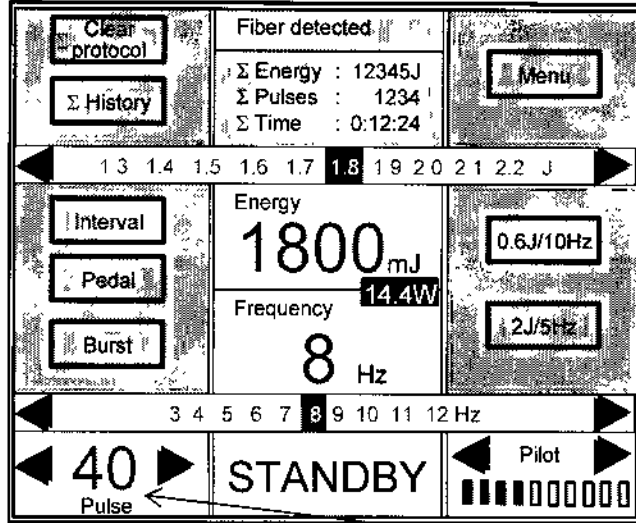 Clear
protocol
Σ History
Fiber detected
Σ Energy : 12345J
Σ Pulses : 1234
Σ Time : 0:12:24
Menu
1.3 1.4 1.5 1.6 1.7 1.8 1.9 2.0 2.1 2.2 J
Interval
Pedal
Burst
Energy
1800 mJ
14.4W
Frequency
8 Hz
0.6J/10Hz
2J/5Hz
3 4 5 6 7 8 9 10 11 12 Hz
40
Pulse
STANDBY
Pilot